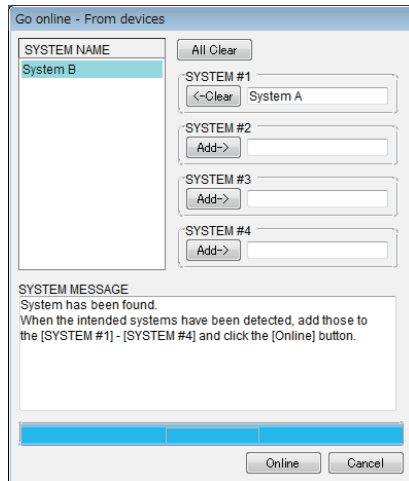 Go online - From devices
SYSTEM NAME
System B
All Clear
SYSTEM #1
<-Clear
System A
SYSTEM #2
Add->
SYSTEM #3
Add->
SYSTEM #4
Add->
SYSTEM MESSAGE
System has been found.
When the intended systems have been detected, add those to
the [SYSTEM #1] - [SYSTEM #4] and click the [Online] button.
Online
Cancel